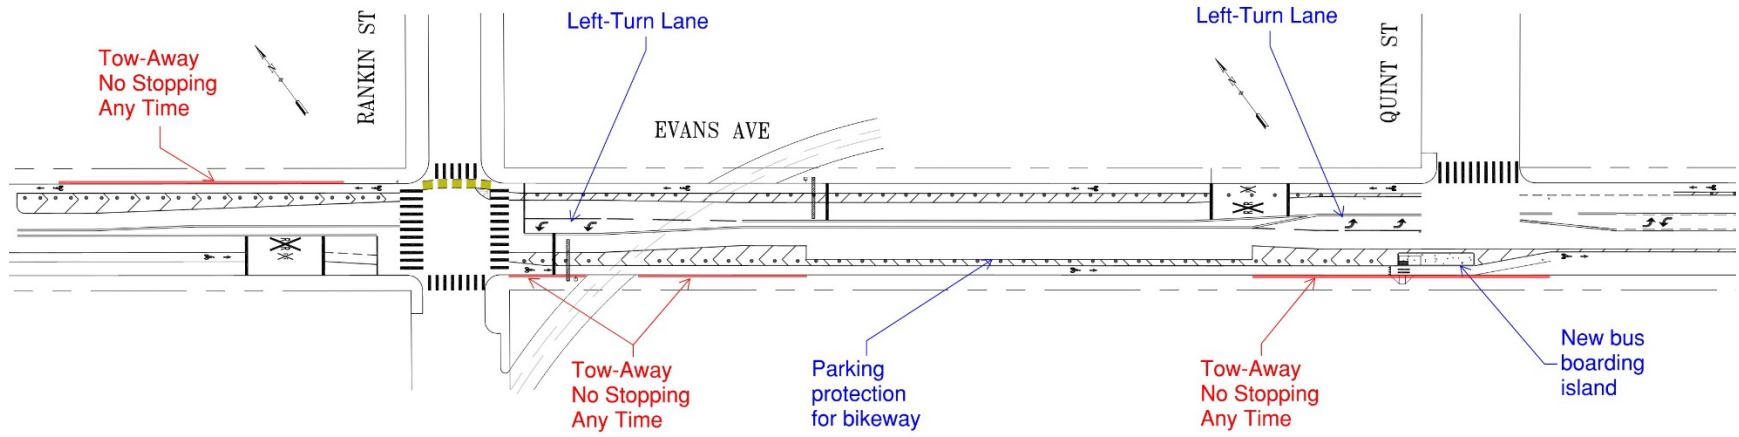 Left-Turn Lane
Left-Turn Lane
RANKIN ST
QUINT ST
Tow-Away
No Stopping
Any Time
N
N
EVANS AVE
Tow-Away
No Stopping
Any Time
Parking
protection
for bikeway
Tow-Away
No Stopping
Any Time
New bus
boarding
island